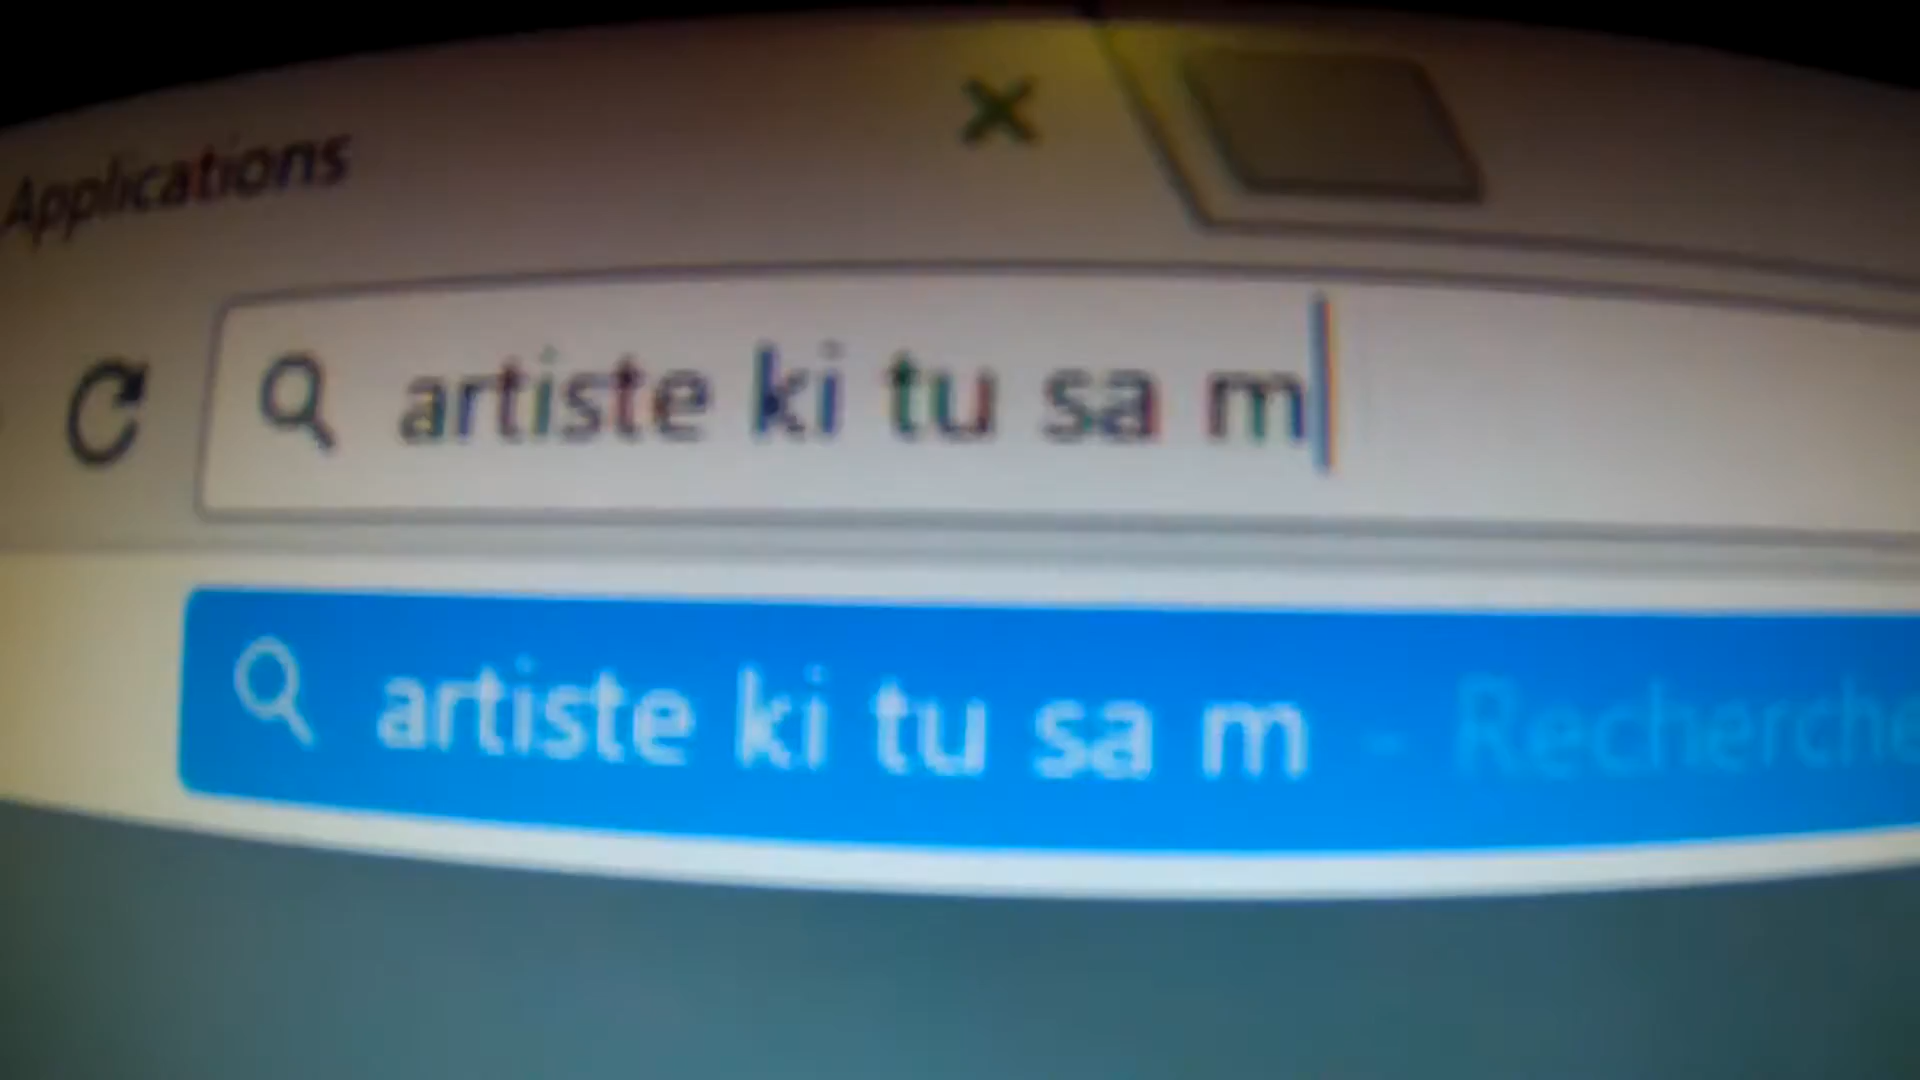 Applications
artiste ki tu sa m
artiste ki tu sa m - Recherche